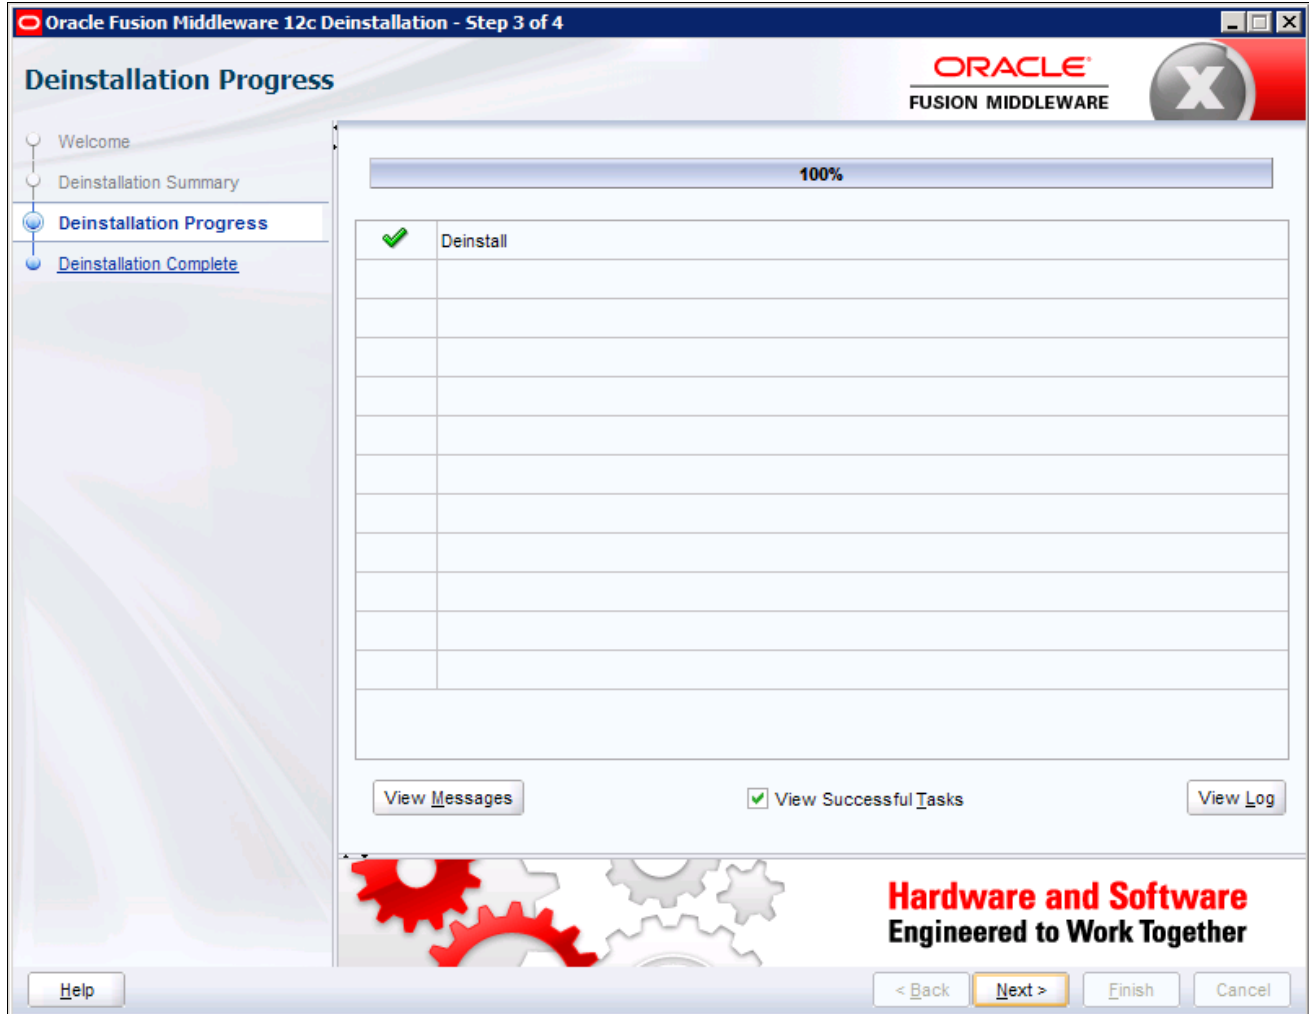 Oracle Fusion Middleware 12c Deinstallation - Step 3 of 4
Deinstallation Progress
ORACLE
FUSION MIDDLEWARE
Welcome
Deinstallation Summary
Deinstallation Progress
Deinstallation Complete
100%
Deinstall
View Messages
View Successful Tasks
View Log
Hardware and Software
Engineered to Work Together
Help
< Back
Next >
Finish
Cancel